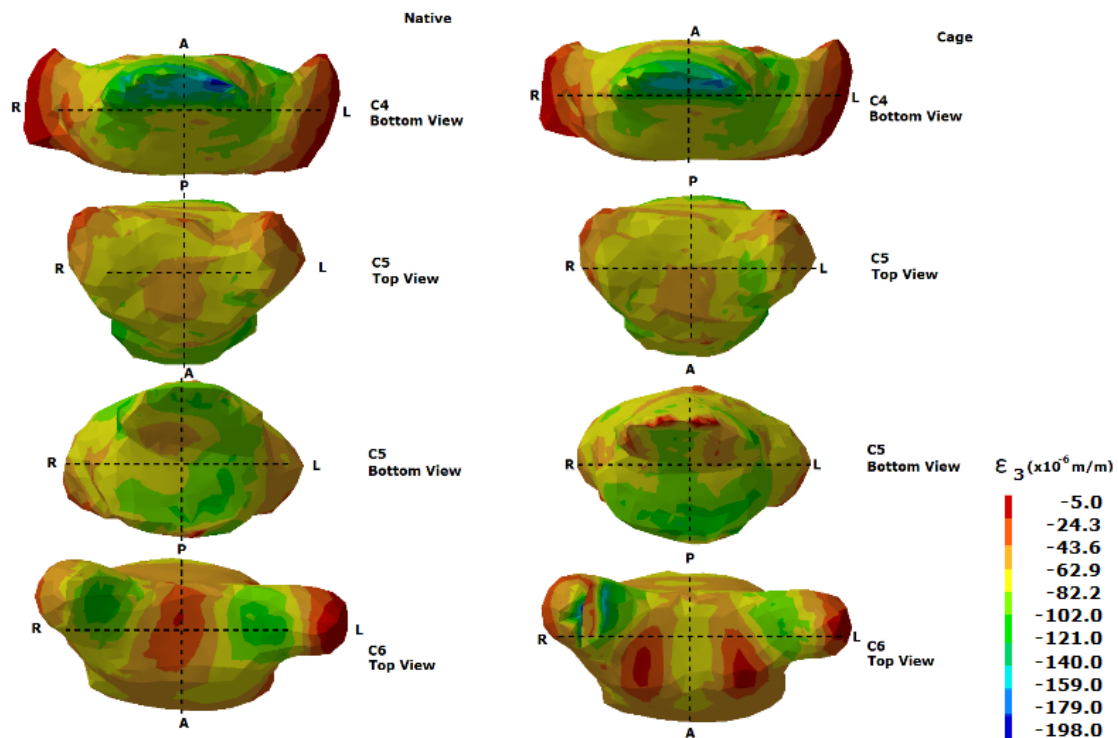 Native
A
R
L
C4
Bottom View
P
R
L
C5
Top View
A
R
L
C5
Bottom View
P
R
L
C6
Top View
A
Cage
A
R
L
C4
Bottom View
P
R
L
C5
Top View
A
R
L
C5
Bottom View
P
R
L
C6
Top View
A
ε3 (x10-6 m/m)
-5.0
-24.3
-43.6
-62.9
-82.2
-102.0
-121.0
-140.0
-159.0
-179.0
-198.0